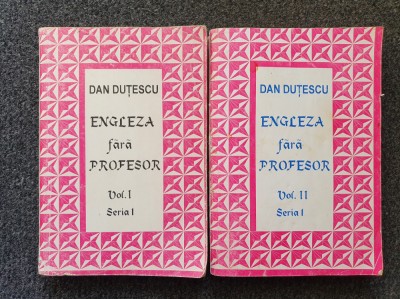 DAN DUȚESCU
ENGLEZA
fără
PROFESOR
Vol. I
Seria I
DAN DUȚESCU
ENGLEZA
fără
PROFESOR
Vol. II
Seria I